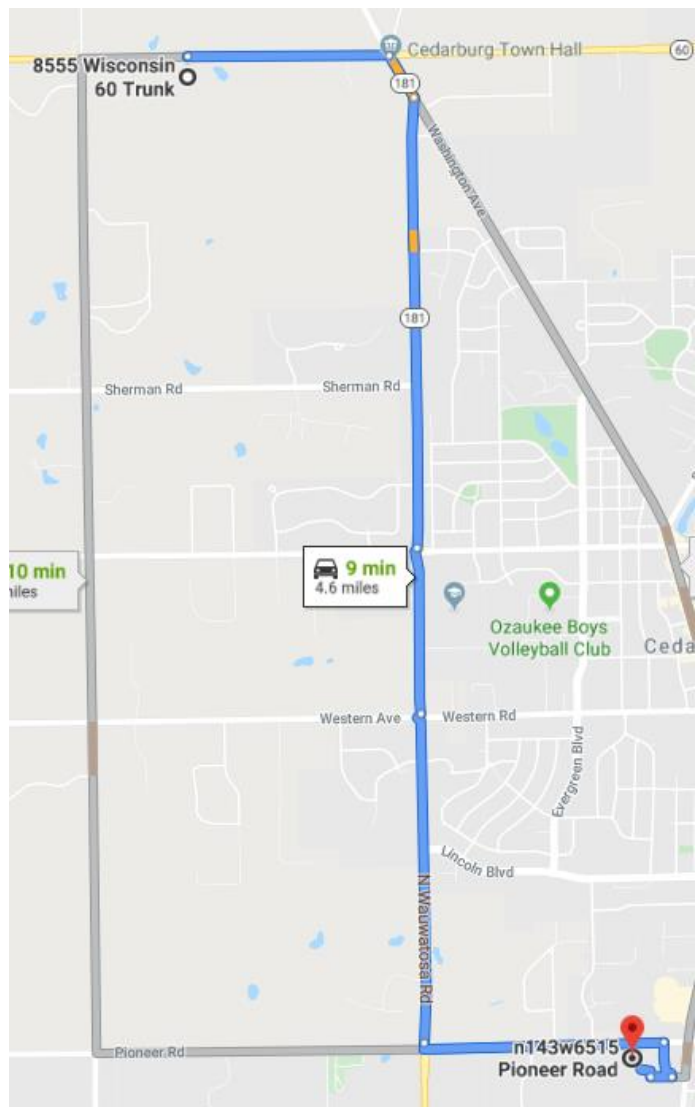 Cedarburg Town Hall
60
8555 Wisconsin
60 Trunk
181
Washington Ave
181
Sherman Rd
Sherman Rd
10 min
miles
9 min
4.6 miles
Ozaukee Boys
Volleyball Club
Ceda
Western Ave
Western Rd
Evergreen Blvd
Lincoln Blvd
N Wauwatosa Rd
n143w6515
Pioneer Road
Pioneer Rd